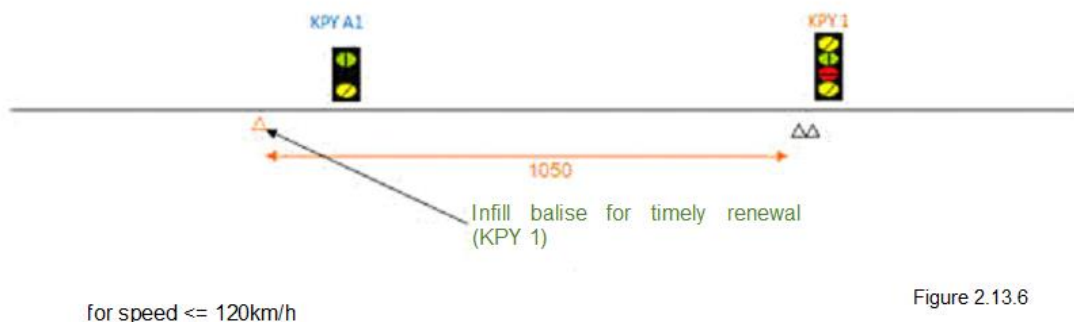 KPY A1
KPY 1
1050
Infill balise for timely renewal
(KPY 1)
for speed <= 120km/h
Figure 2.13.6